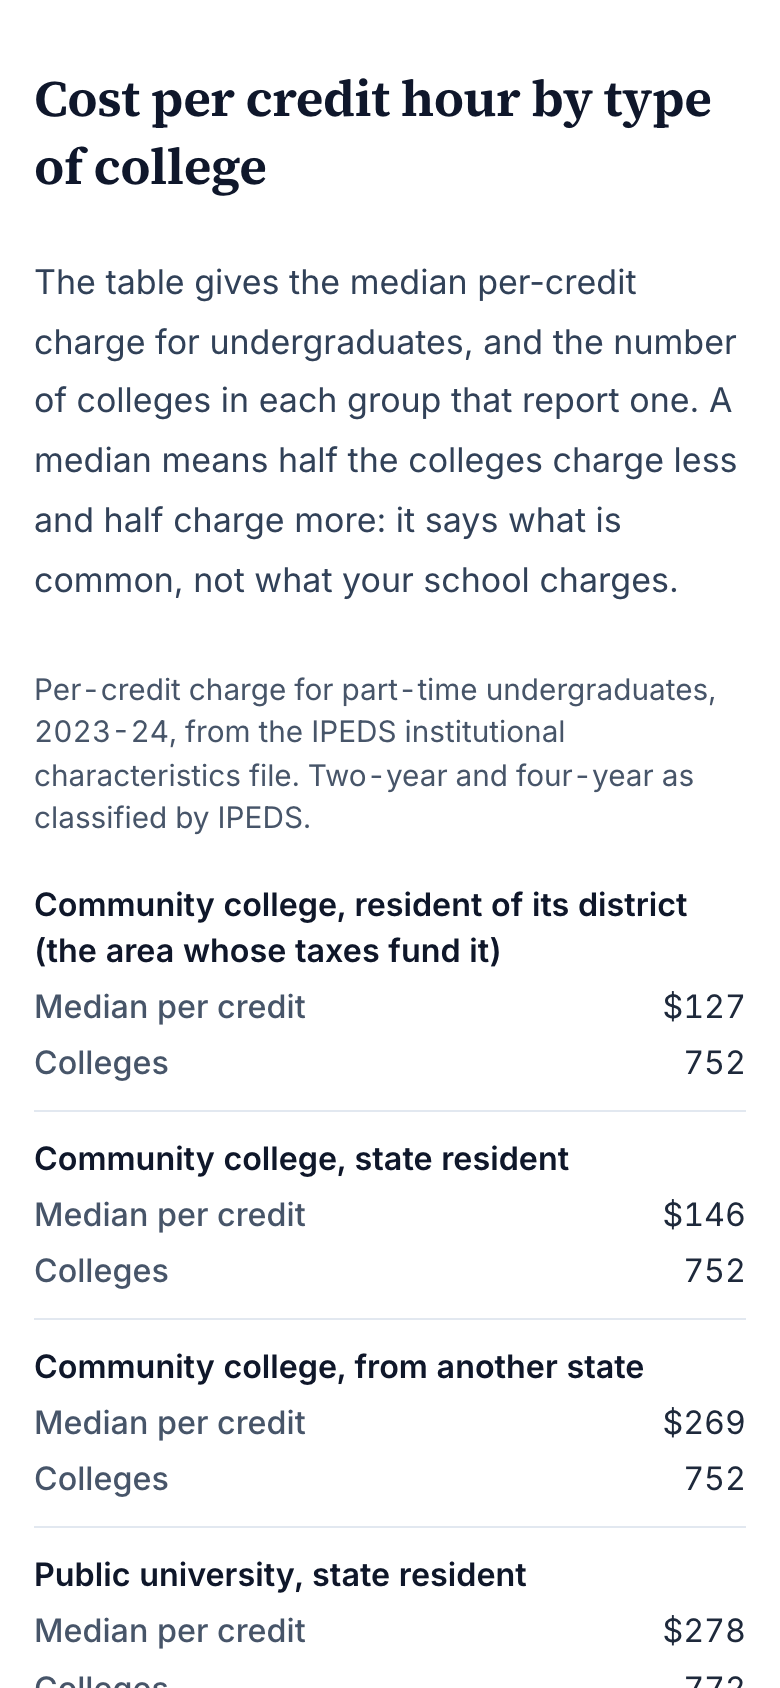 Cost per credit hour by type
of college
The table gives the median per-credit
charge for undergraduates, and the number
of colleges in each group that report one. A
median means half the colleges charge less
and half charge more: it says what is
common, not what your school charges.
Per-credit charge for part-time undergraduates,
2023-24, from the IPEDS institutional
characteristics file. Two-year and four-year as
classified by IPEDS.
Community college, resident of its district
(the area whose taxes fund it)
Median per credit $127
Colleges 752
Community college, state resident
Median per credit $146
Colleges 752
Community college, from another state
Median per credit $269
Colleges 752
Public university, state resident
Median per credit $278
Colleges 772